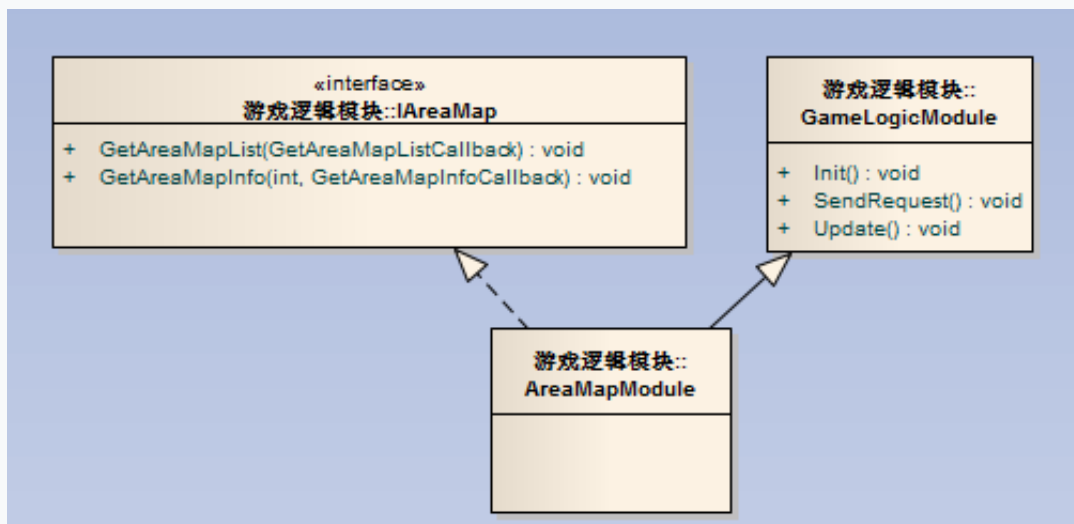 «interface»
游戏逻辑模块::IAreaMap
+ GetAreaMapList(GetAreaMapListCallback) : void
+ GetAreaMapInfo(int, GetAreaMapInfoCallback) : void
游戏逻辑模块::
GameLogicModule
+ Init() : void
+ SendRequest() : void
+ Update() : void
游戏逻辑模块::
AreaMapModule